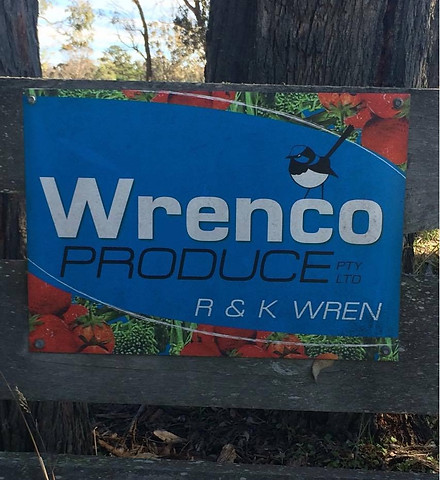 Wrenco
PRODUCE PTY LTD
R & K WREN